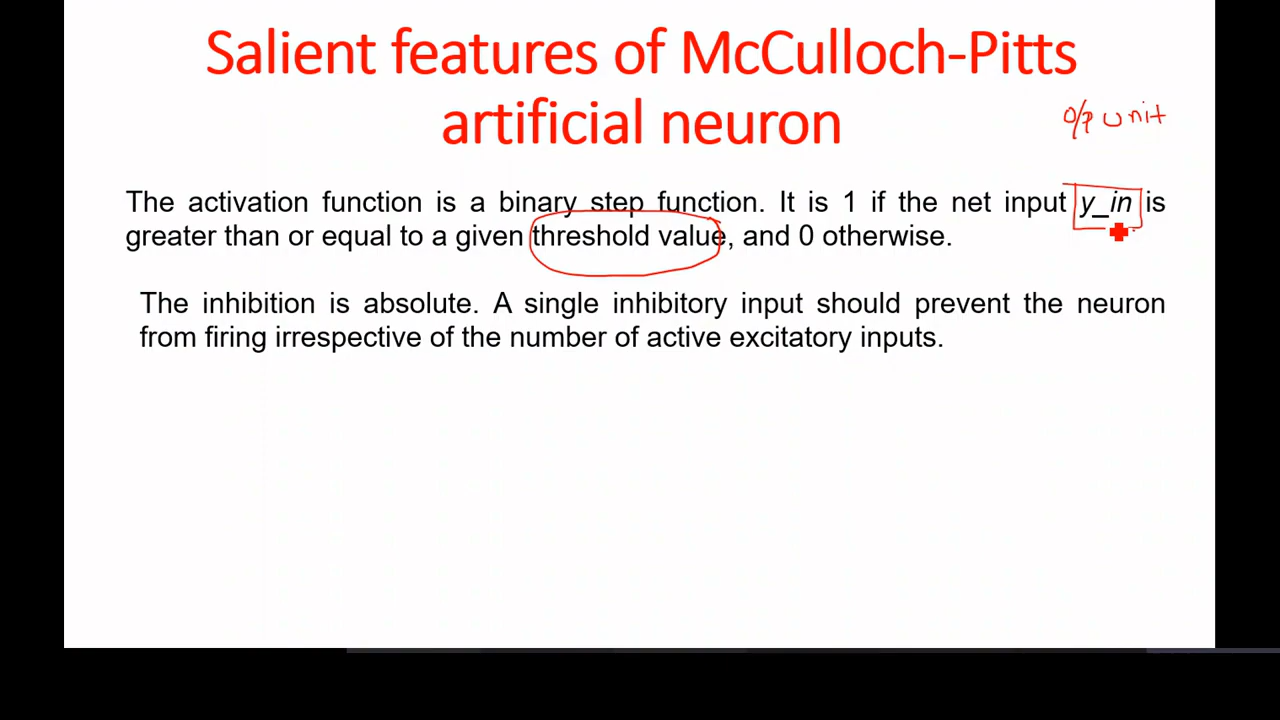 Salient features of McCulloch-Pitts
artificial neuron
o/p unit
The activation function is a binary step function. It is 1 if the net input y_in is
greater than or equal to a given threshold value, and 0 otherwise.
The inhibition is absolute. A single inhibitory input should prevent the neuron
from firing irrespective of the number of active excitatory inputs.